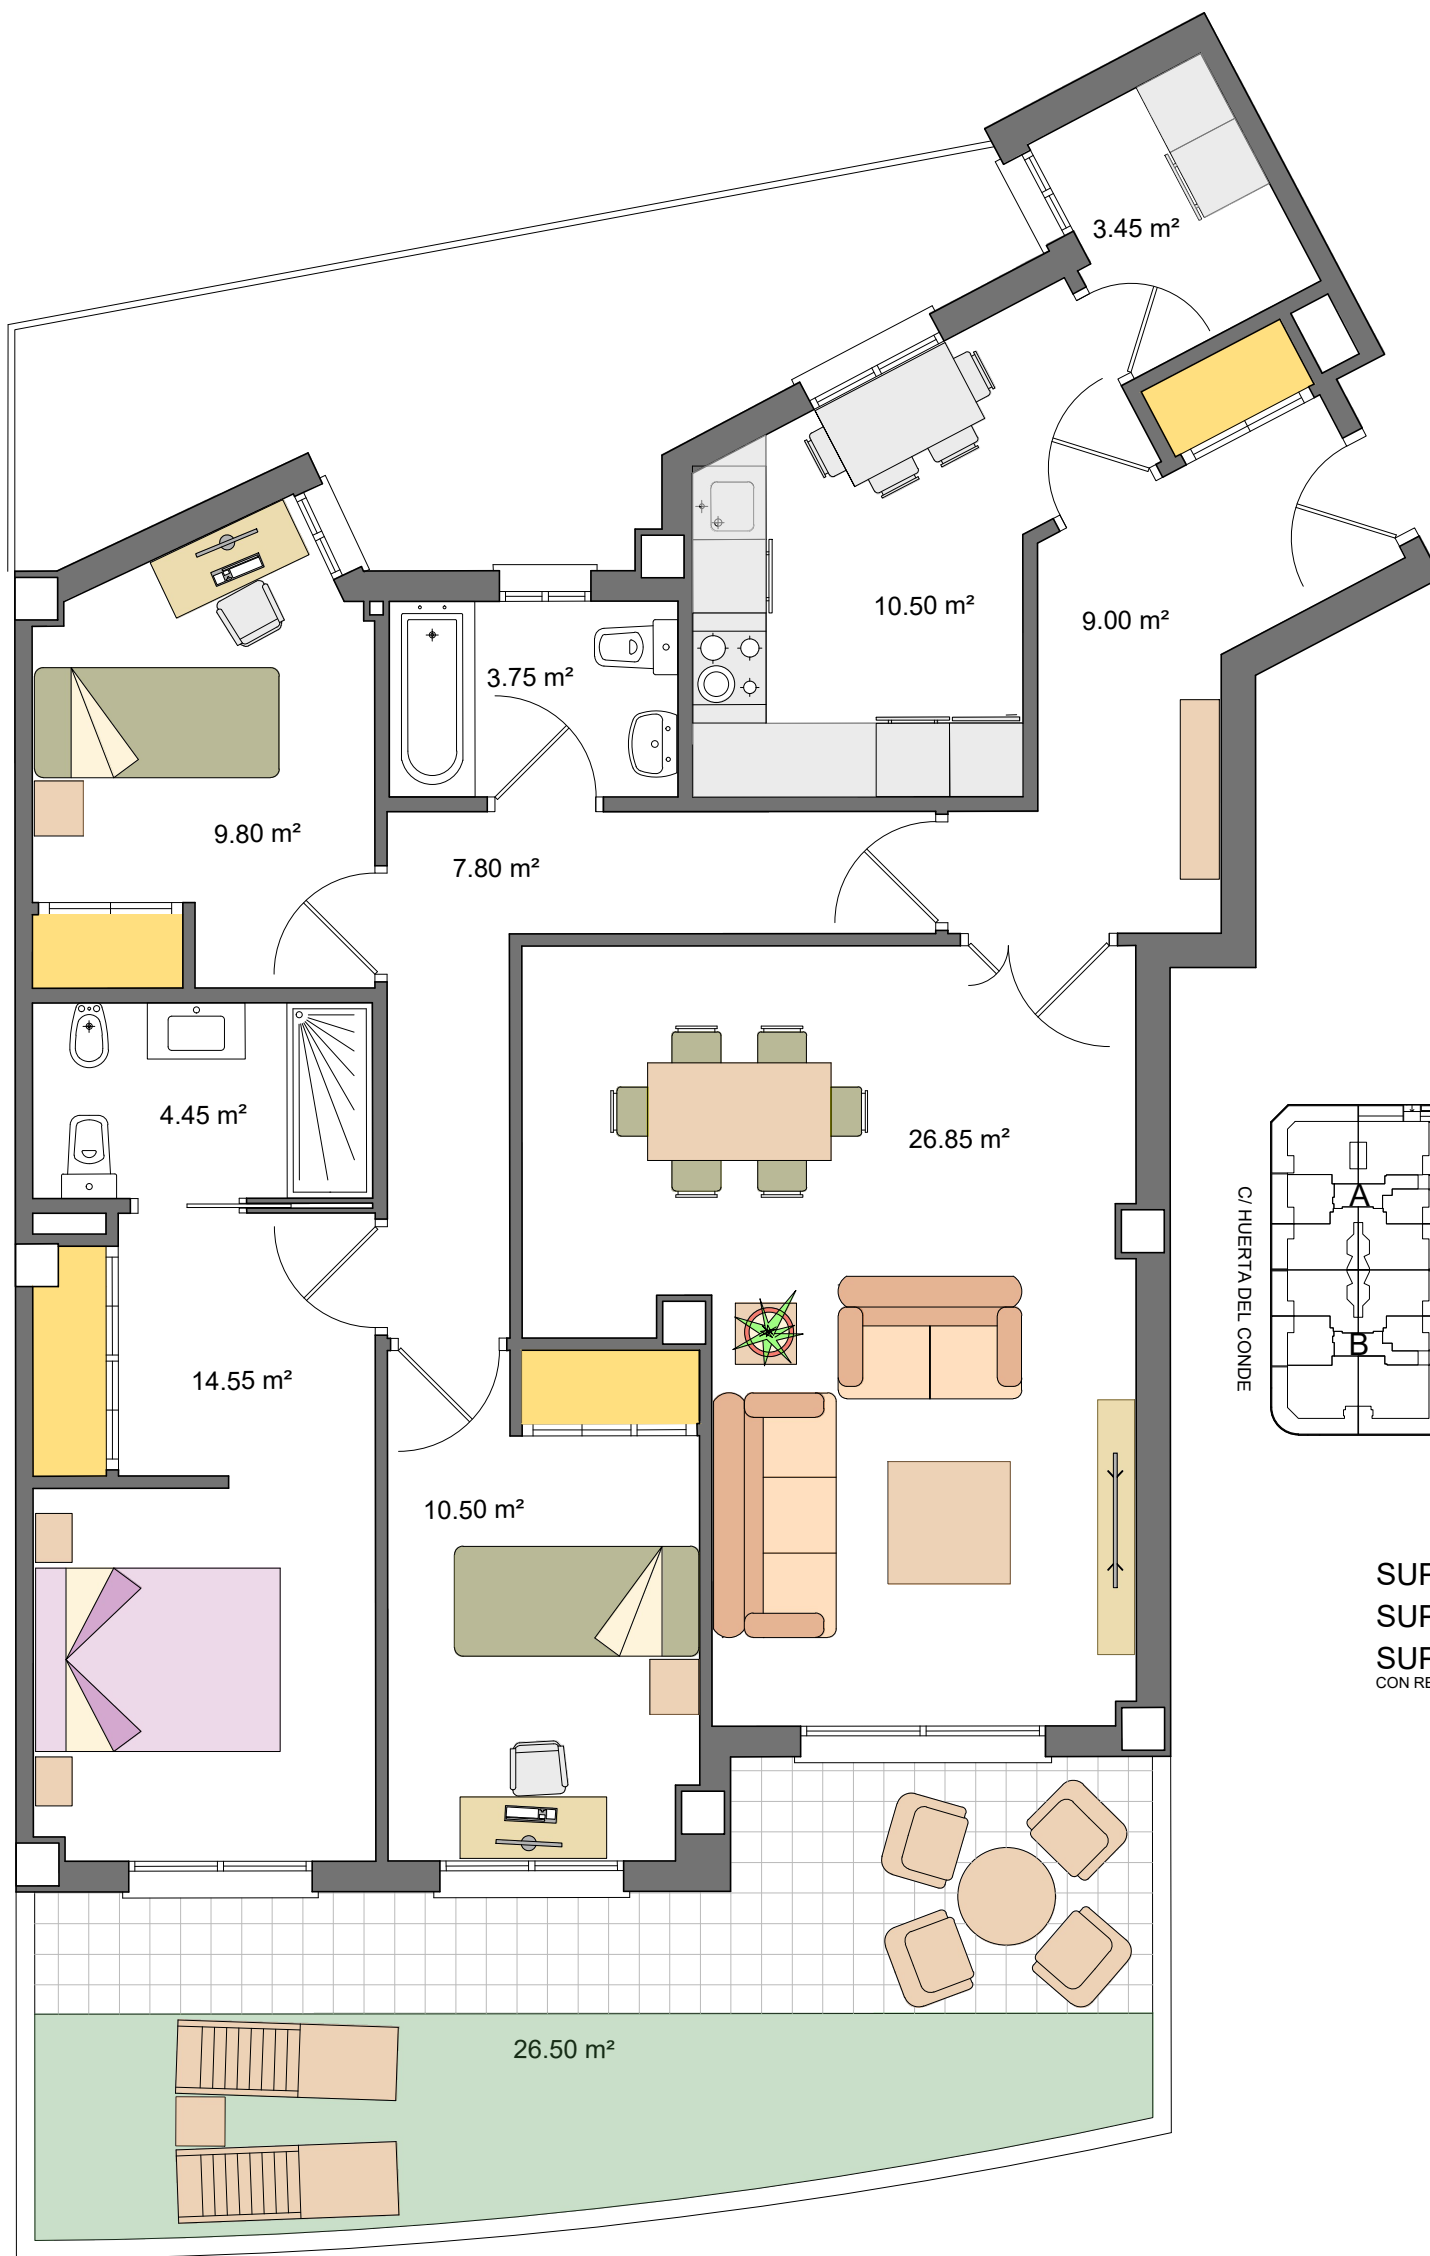 3.45 m²
10.50 m²
9.00 m²
3.75 m²
9.80 m²
7.80 m²
4.45 m²
26.85 m²
A
C/ HUERTA DEL CONDE
B
14.55 m²
10.50 m²
CON
26.50 m²